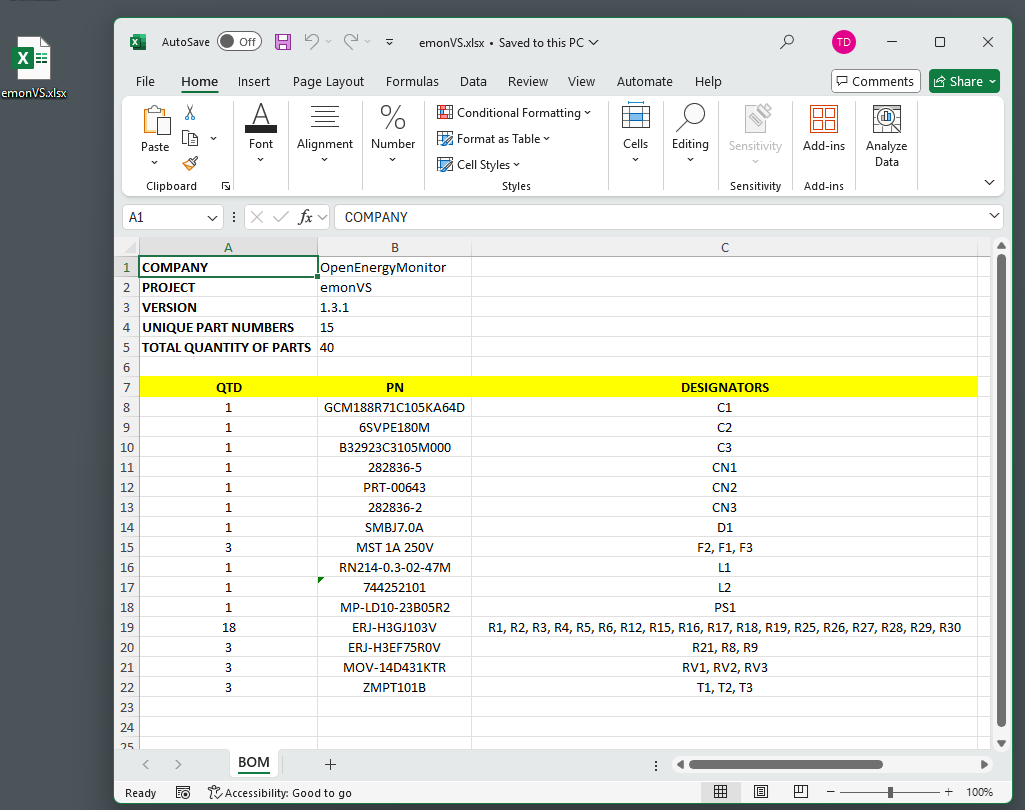 emonVS.xlsx
AutoSave Off emonVS.xlsx • Saved to this PC TD
File Home Insert Page Layout Formulas Data Review View Automate Help Comments Share
Paste
Clipboard
Font
Alignment
Number
Conditional Formatting
Format as Table
Cell Styles
Styles
Cells
Editing
Sensitivity
Sensitivity
Add-ins
Add-ins
Analyze
Data
A1 fx COMPANY
A B C
1 COMPANY OpenEnergyMonitor
2 PROJECT emonVS
3 VERSION 1.3.1
4 UNIQUE PART NUMBERS 15
5 TOTAL QUANTITY OF PARTS 40
6
7 QTD PN DESIGNATORS
8 1 GCM188R71C105KA64D C1
9 1 6SVPE180M C2
10 1 B32923C3105M000 C3
11 1 282836-5 CN1
12 1 PRT-00643 CN2
13 1 282836-2 CN3
14 1 SMBJ7.0A D1
15 3 MST 1A 250V F2, F1, F3
16 1 RN214-0.3-02-47M L1
17 1 744252101 L2
18 1 MP-LD10-23B05R2 PS1
19 18 ERJ-H3GJ103V R1, R2, R3, R4, R5, R6, R12, R15, R16, R17, R18, R19, R25, R26, R27, R28, R29, R30
20 3 ERJ-H3EF75R0V R21, R8, R9
21 3 MOV-14D431KTR RV1, RV2, RV3
22 3 ZMPT101B T1, T2, T3
23
24
25
BOM
Ready Accessibility: Good to go 100%